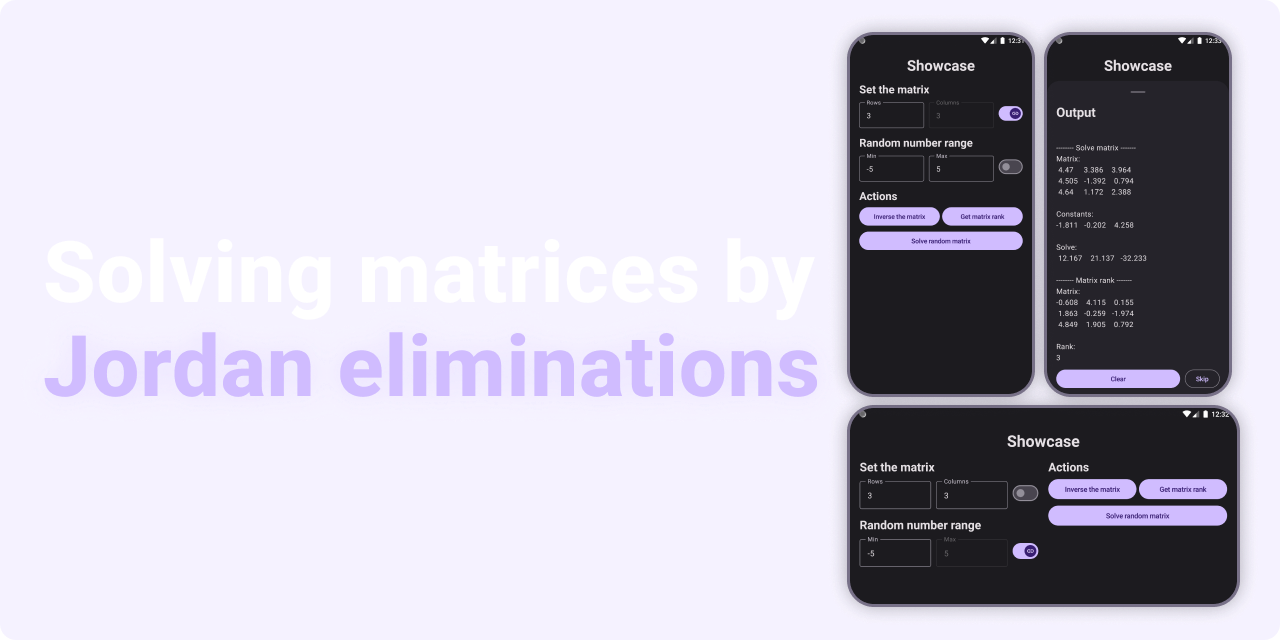 Solving matrices by
Jordan eliminations
12:31
Showcase
Set the matrix
Rows
Columns
3
3
Random number range
Min
Max
-5
5
Actions
Inverse the matrix
Get matrix rank
Solve random matrix
12:33
Showcase
Output
-------- Solve matrix -------
Matrix:
4.47 3.386 3.964
4.505 -1.392 0.794
4.64 1.172 2.388
Constants:
-1.811 -0.202 4.258
Solve:
12.167 21.137 -32.233
-------- Matrix rank -------
Matrix:
-0.608 4.115 0.155
1.863 -0.259 -1.974
4.849 1.905 0.792
Rank:
3
Clear
Skip
12:32
Showcase
Set the matrix
Rows
Columns
3
3
Random number range
Min
Max
-5
5
Actions
Inverse the matrix
Get matrix rank
Solve random matrix